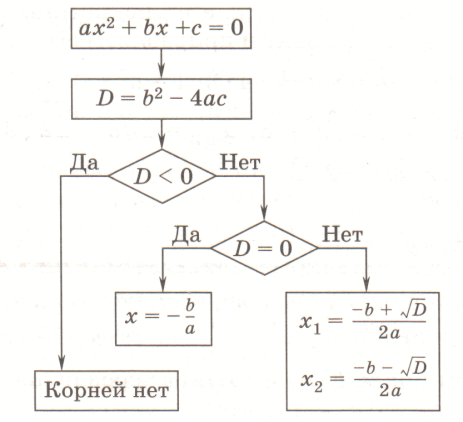 ax² + bx + c = 0
D = b² − 4ac
Да
D < 0
Нет
Да
D = 0
Нет
x = −b/a
x₁ = (−b + √D)/2a
x₂ = (−b − √D)/2a
Корней нет